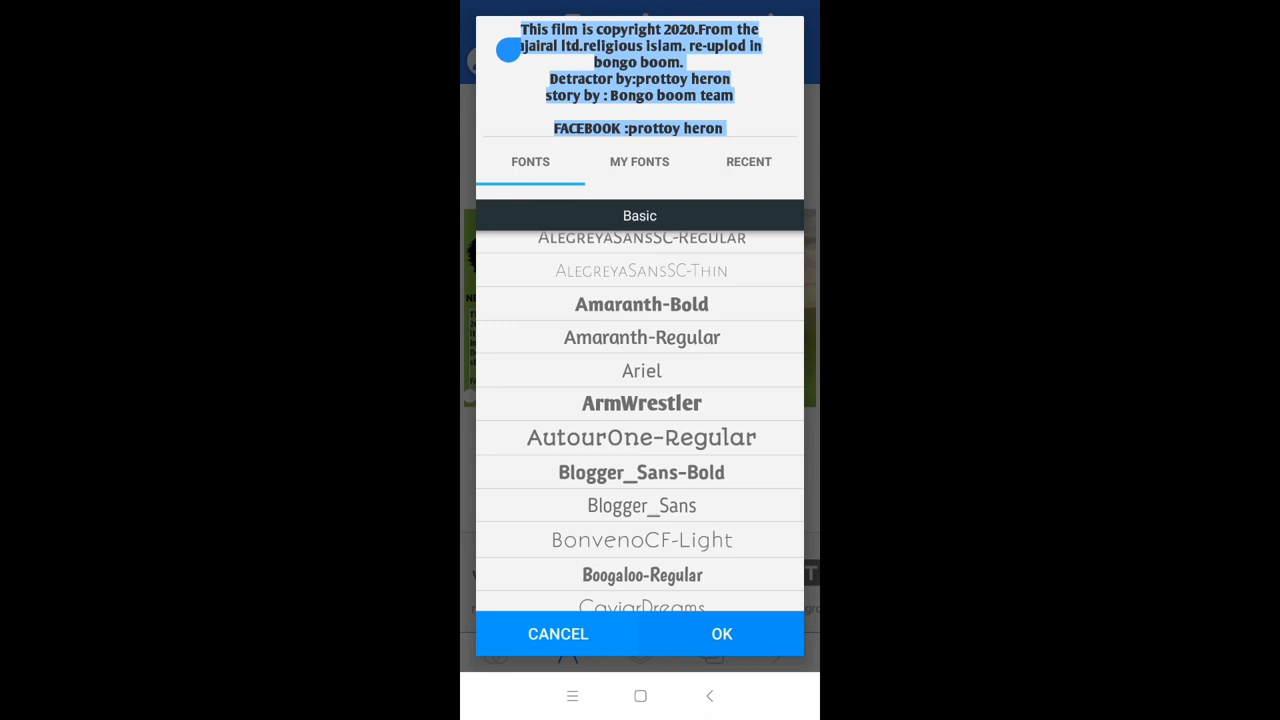 This film is copyright 2020.From the
ajairal ltd.religious islam. re-uplod in
bongo boom.
Detractor by:prottoy heron
story by : Bongo boom team
FACEBOOK :prottoy heron
FONTS
MY FONTS
RECENT
Basic
AlegreyaSansSC-Regular
AlegreyaSansSC-Thin
Amaranth-Bold
Amaranth-Regular
Ariel
ArmWrestler
AutourOne-Regular
Blogger_Sans-Bold
Blogger_Sans
BonvenoCF-Light
Boogaloo-Regular
CaviarDreams
CANCEL
OK